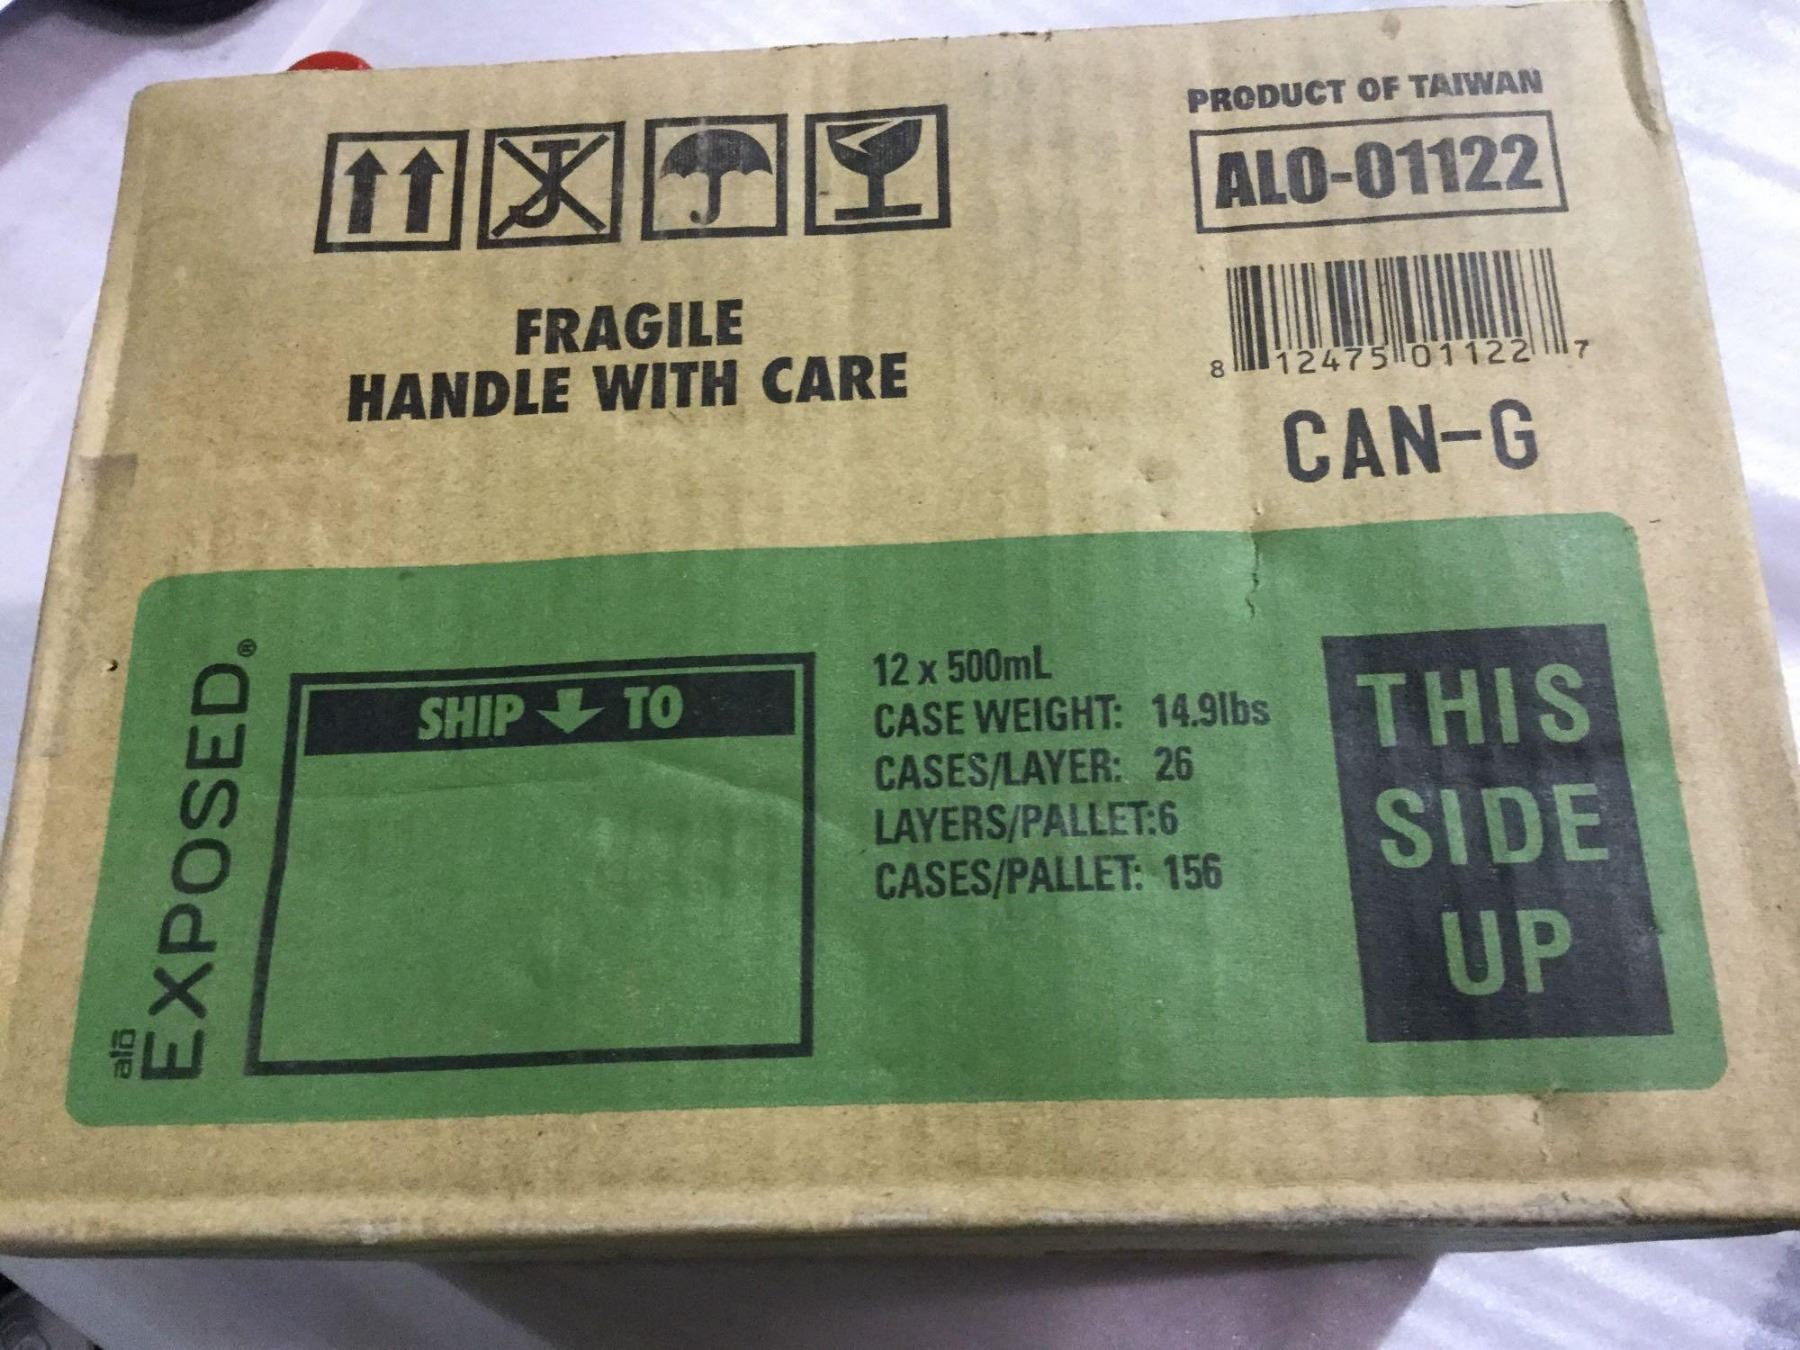 PRODUCT OF TAIWAN
ALO-01122
8 12475 01122 7
CAN-G
FRAGILE
HANDLE WITH CARE
alo
EXPOSED®
SHIP TO
12 x 500mL
CASE WEIGHT: 14.9lbs
CASES/LAYER: 26
LAYERS/PALLET:6
CASES/PALLET: 156
THIS
SIDE
UP